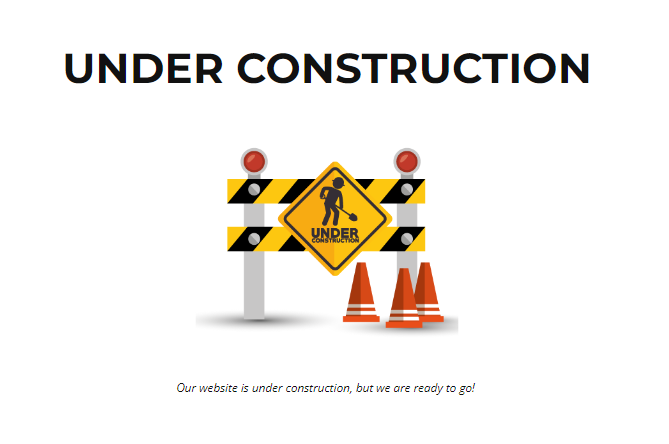 UNDER CONSTRUCTION
UNDER
CONSTRUCTION
Our website is under construction, but we are ready to go!